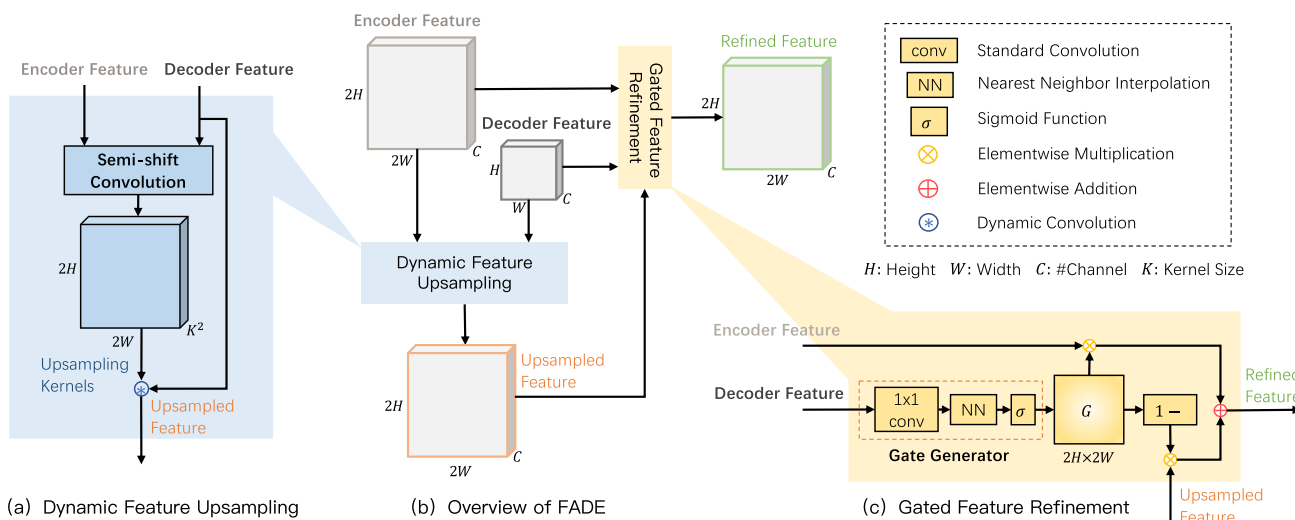 Encoder Feature
Decoder Feature
Semi-shift
Convolution
2H
2W
K²
Upsampling
Kernels
Upsampled
Feature
(a) Dynamic Feature Upsampling
Encoder Feature
2H
2W
C
Decoder Feature
H
W
C
Gated Feature
Refinement
Refined Feature
2H
2W
C
Dynamic Feature
Upsampling
2H
2W
C
Upsampled
Feature
(b) Overview of FADE
conv Standard Convolution
NN Nearest Neighbor Interpolation
σ Sigmoid Function
⊗ Elementwise Multiplication
⊕ Elementwise Addition
⊛ Dynamic Convolution
H: Height W: Width C: #Channel K: Kernel Size
Encoder Feature
Decoder Feature
1x1
conv
NN
σ
Gate Generator
G
2H×2W
1 −
Refined
Feature
Upsampled
Feature
(c) Gated Feature Refinement